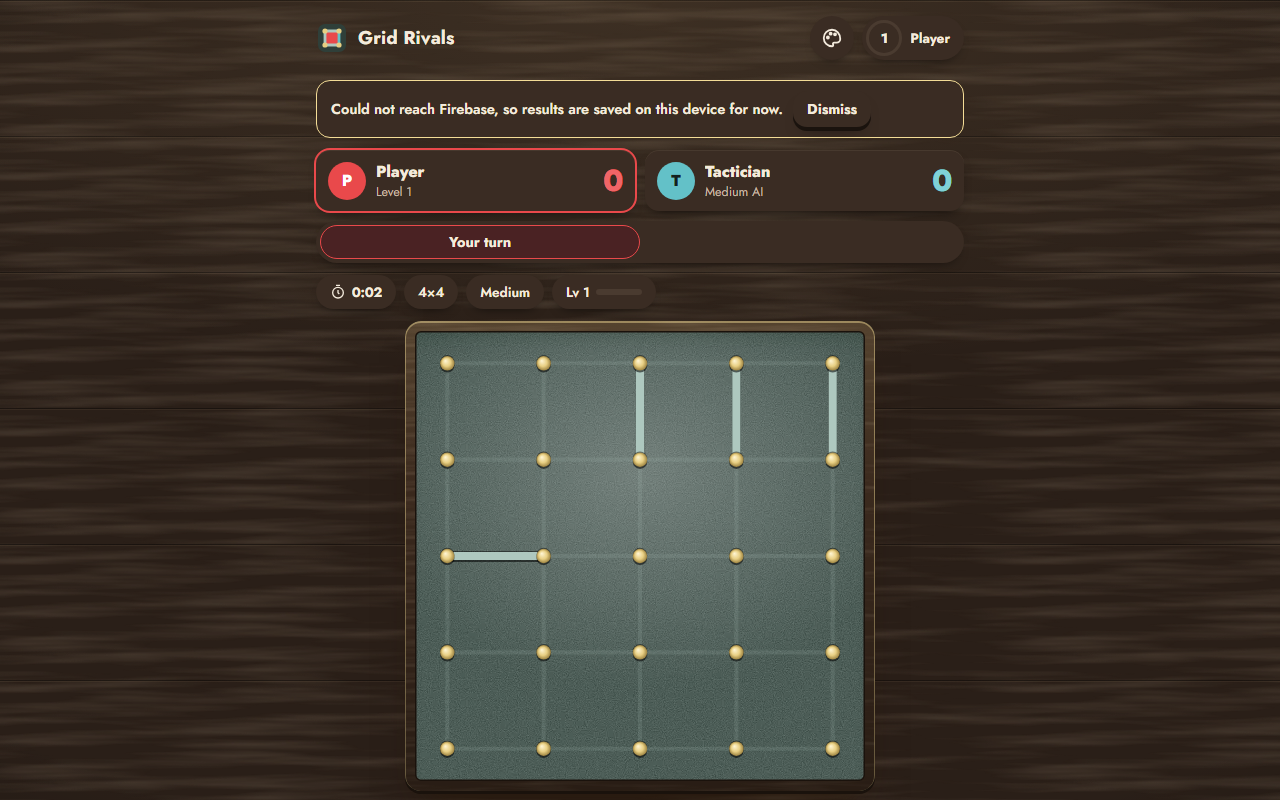 Grid Rivals
1 Player
Could not reach Firebase, so results are saved on this device for now. Dismiss
P Player 0 T Tactician 0
Level 1 Medium AI
Your turn
0:02 4×4 Medium Lv 1